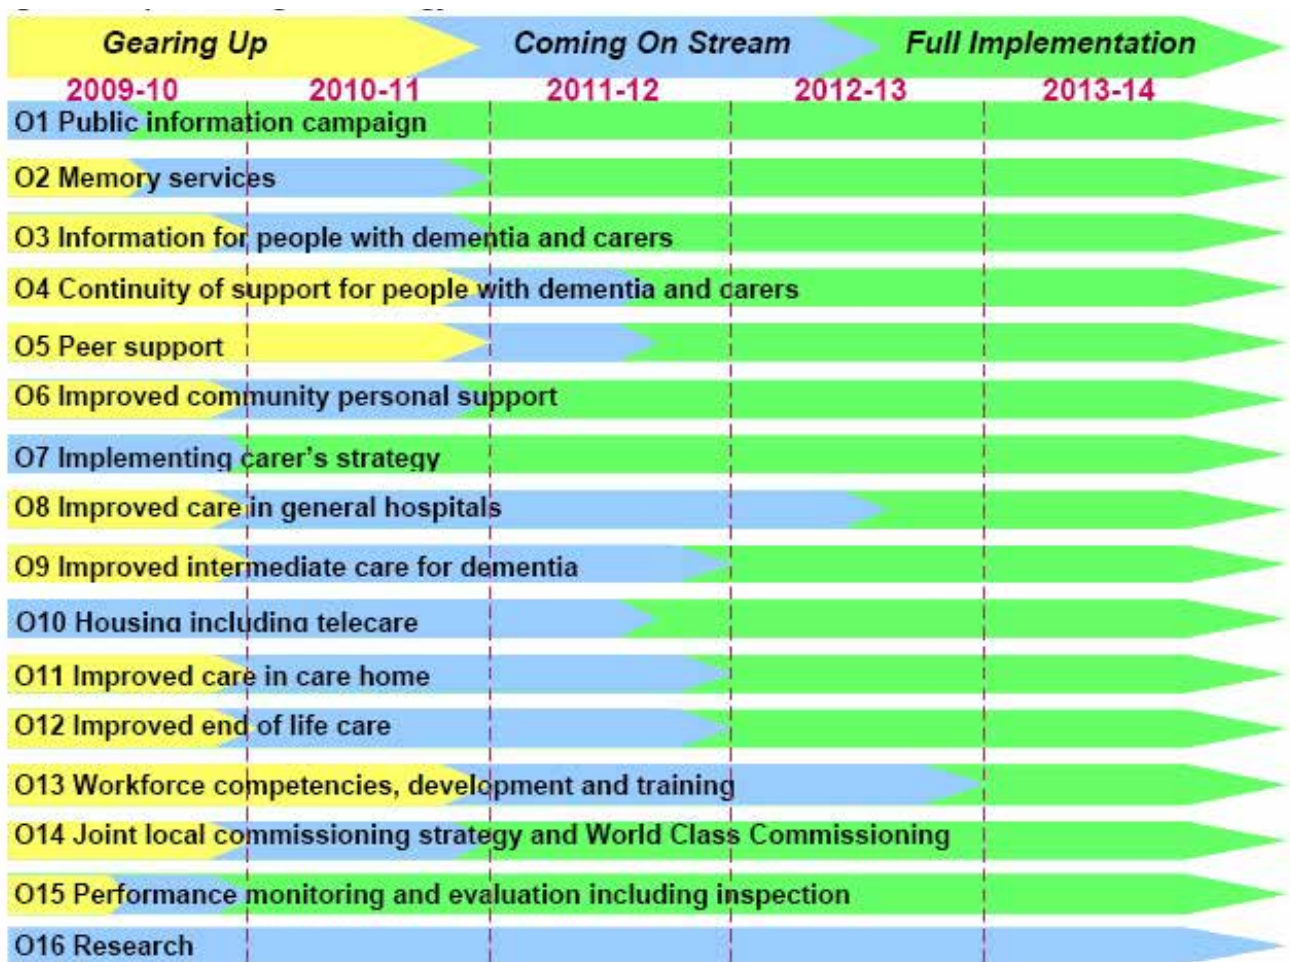 Gearing Up Coming On Stream Full Implementation
2009-10 2010-11 2011-12 2012-13 2013-14
O1 Public information campaign
O2 Memory services
O3 Information for people with dementia and carers
O4 Continuity of support for people with dementia and carers
O5 Peer support
O6 Improved community personal support
O7 Implementing carer's strategy
O8 Improved care in general hospitals
O9 Improved intermediate care for dementia
O10 Housing including telecare
O11 Improved care in care home
O12 Improved end of life care
O13 Workforce competencies, development and training
O14 Joint local commissioning strategy and World Class Commissioning
O15 Performance monitoring and evaluation including inspection
O16 Research